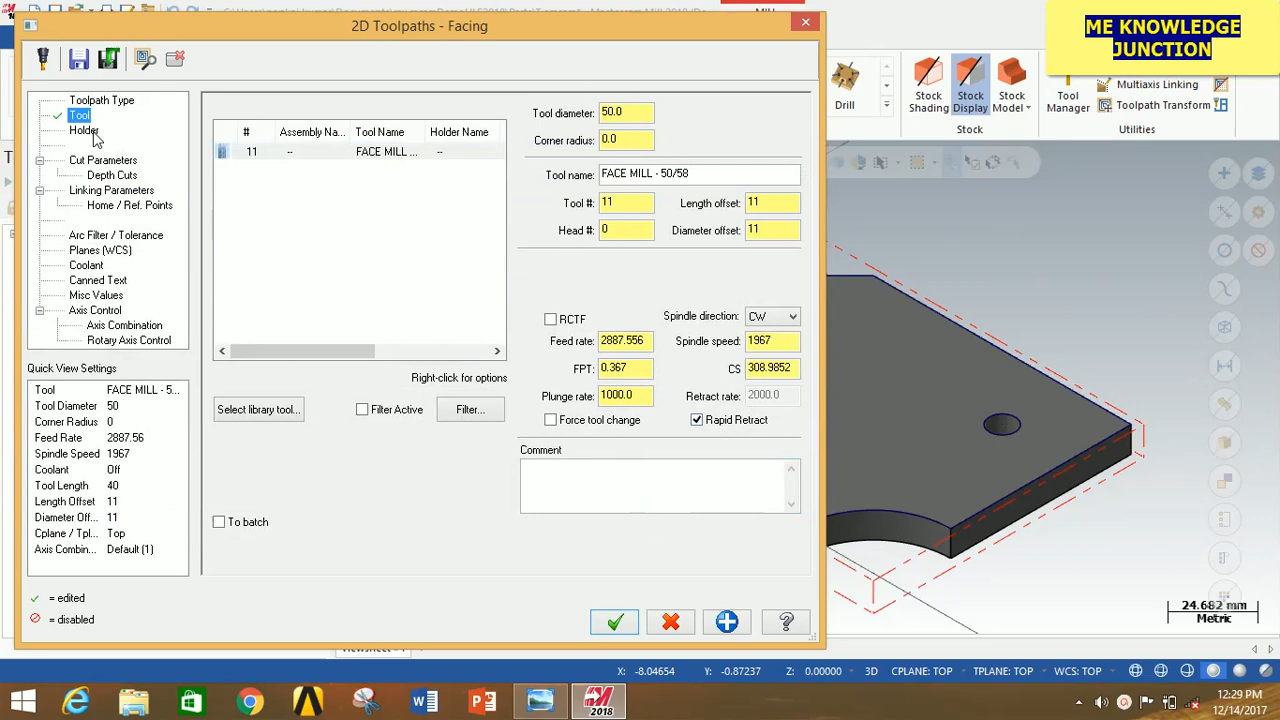 2D Toolpaths - Facing
ME KNOWLEDGE
JUNCTION
Toolpath Type
Tool
Holder
Cut Parameters
Depth Cuts
Linking Parameters
Home / Ref. Points
Arc Filter / Tolerance
Planes (WCS)
Coolant
Canned Text
Misc Values
Axis Control
Axis Combination
Rotary Axis Control
# Assembly Na... Tool Name Holder Name
11 -- FACE MILL ... --
Right-click for options
Select library tool...
Filter Active
Filter...
To batch
Tool diameter: 50.0
Corner radius: 0.0
Tool name: FACE MILL - 50/58
Tool #: 11 Length offset: 11
Head #: 0 Diameter offset: 11
RCTF Spindle direction: CW
Feed rate: 2887.556 Spindle speed: 1967
FPT: 0.367 CS 308.9852
Plunge rate: 1000.0 Retract rate: 2000.0
Force tool change Rapid Retract
Comment
Quick View Settings
Tool FACE MILL - 5...
Tool Diameter 50
Corner Radius 0
Feed Rate 2887.56
Spindle Speed 1967
Coolant Off
Tool Length 40
Length Offset 11
Diameter Off... 11
Cplane / Tpl... Top
Axis Combin... Default (1)
= edited
= disabled
Drill
Stock
Shading
Stock
Display
Stock
Model
Stock
Tool
Manager
Multiaxis Linking
Toolpath Transform
Utilities
24.682 mm
Metric
X: -8.04654 Y: -0.87237 Z: 0.00000 3D CPLANE: TOP TPLANE: TOP WCS: TOP
2018
12:29 PM
12/14/2017